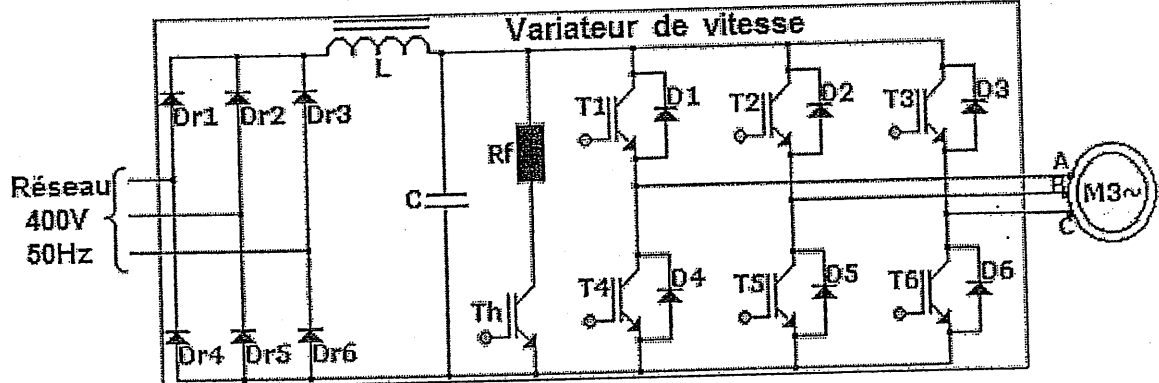 Variateur de vitesse
L
Dr1 Dr2 Dr3
Rf
C
Th
T1 D1 T2 D2 T3 D3
Réseau
400V
50Hz
A
B
C
M3~
T4 D4 T5 D5 T6 D6
Dr4 Dr5 Dr6